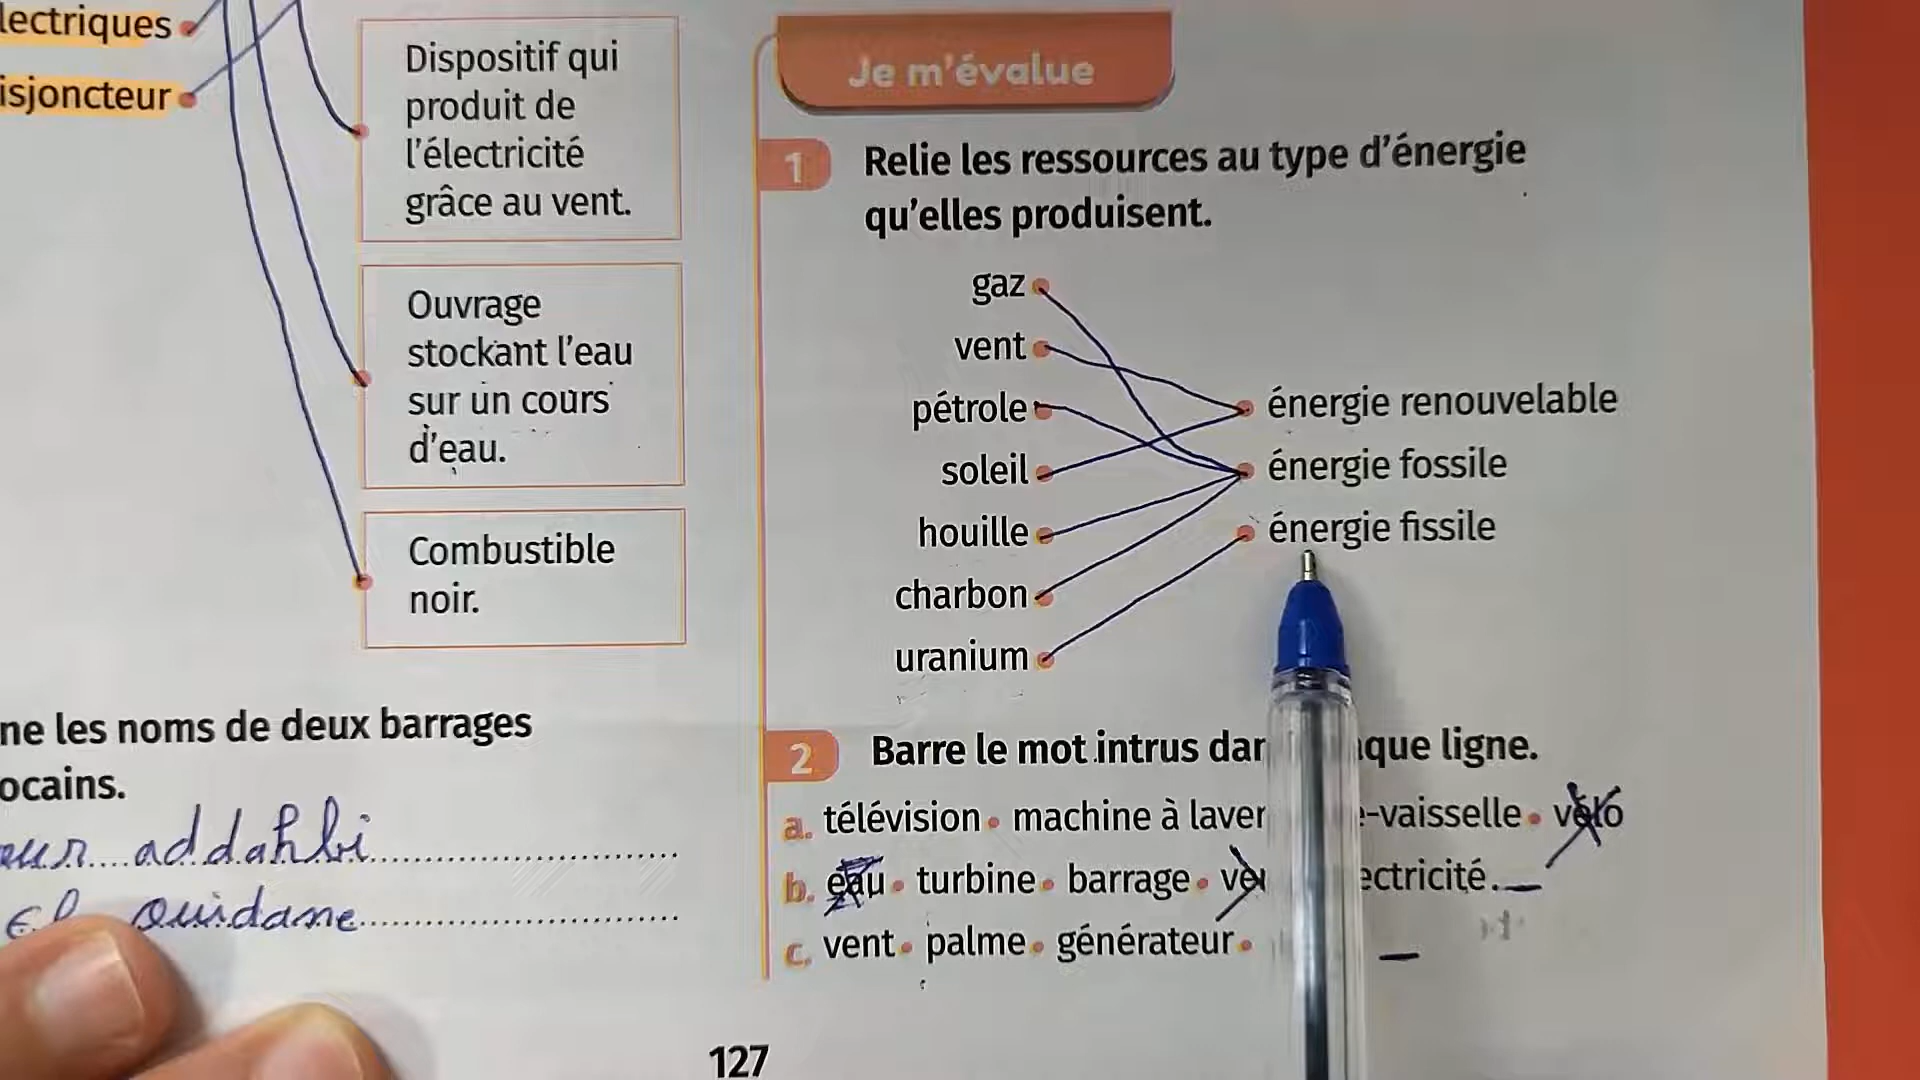 lectriques
isjoncteur
Dispositif qui
produit de
l'électricité
grâce au vent.
Ouvrage
stockant l'eau
sur un cours
d'eau.
Combustible
noir.
ne les noms de deux barrages
ocains.
addahbi
El ouidane
Je m'évalue
1 Relie les ressources au type d'énergie
qu'elles produisent.
gaz
vent
pétrole
soleil
houille
charbon
uranium
énergie renouvelable
énergie fossile
énergie fissile
2 Barre le mot intrus dan que ligne.
a. télévision • machine à laver e-vaisselle • vélo
b. eau • turbine • barrage • ectricité.
c. vent • palme • générateur •
127